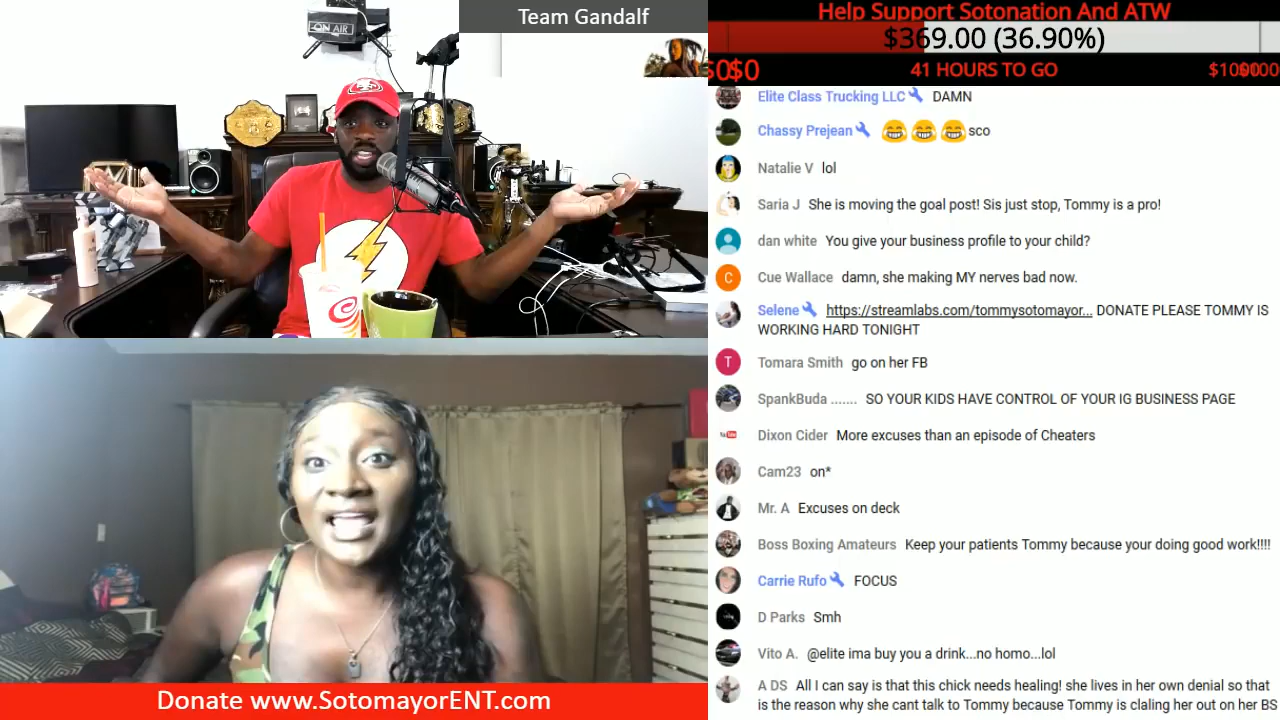 Team Gandalf
ON AIR
Donate www.SotomayorENT.com
Help Support Sotonation And ATW
$369.00 (36.90%)
$0
41 HOURS TO GO
Elite Class Trucking LLC DAMN
Chassy Prejean 😂 😂 😂 sco
Natalie V lol
Saria J She is moving the goal post! Sis just stop, Tommy is a pro!
dan white You give your business profile to your child?
C
Cue Wallace damn, she making MY nerves bad now.
Selene https://streamlabs.com/tommysotomayor... DONATE PLEASE TOMMY IS
WORKING HARD TONIGHT
T
Tomara Smith go on her FB
SpankBuda ....... SO YOUR KIDS HAVE CONTROL OF YOUR IG BUSINESS PAGE
Dixon Cider More excuses than an episode of Cheaters
Cam23 on*
Mr. A Excuses on deck
Boss Boxing Amateurs Keep your patients Tommy because your doing good work!!!!
Carrie Rufo FOCUS
D Parks Smh
Vito A. @elite ima buy you a drink...no homo...lol
A DS All I can say is that this chick needs healing! she lives in her own denial so that
is the reason why she cant talk to Tommy because Tommy is claling her out on her BS